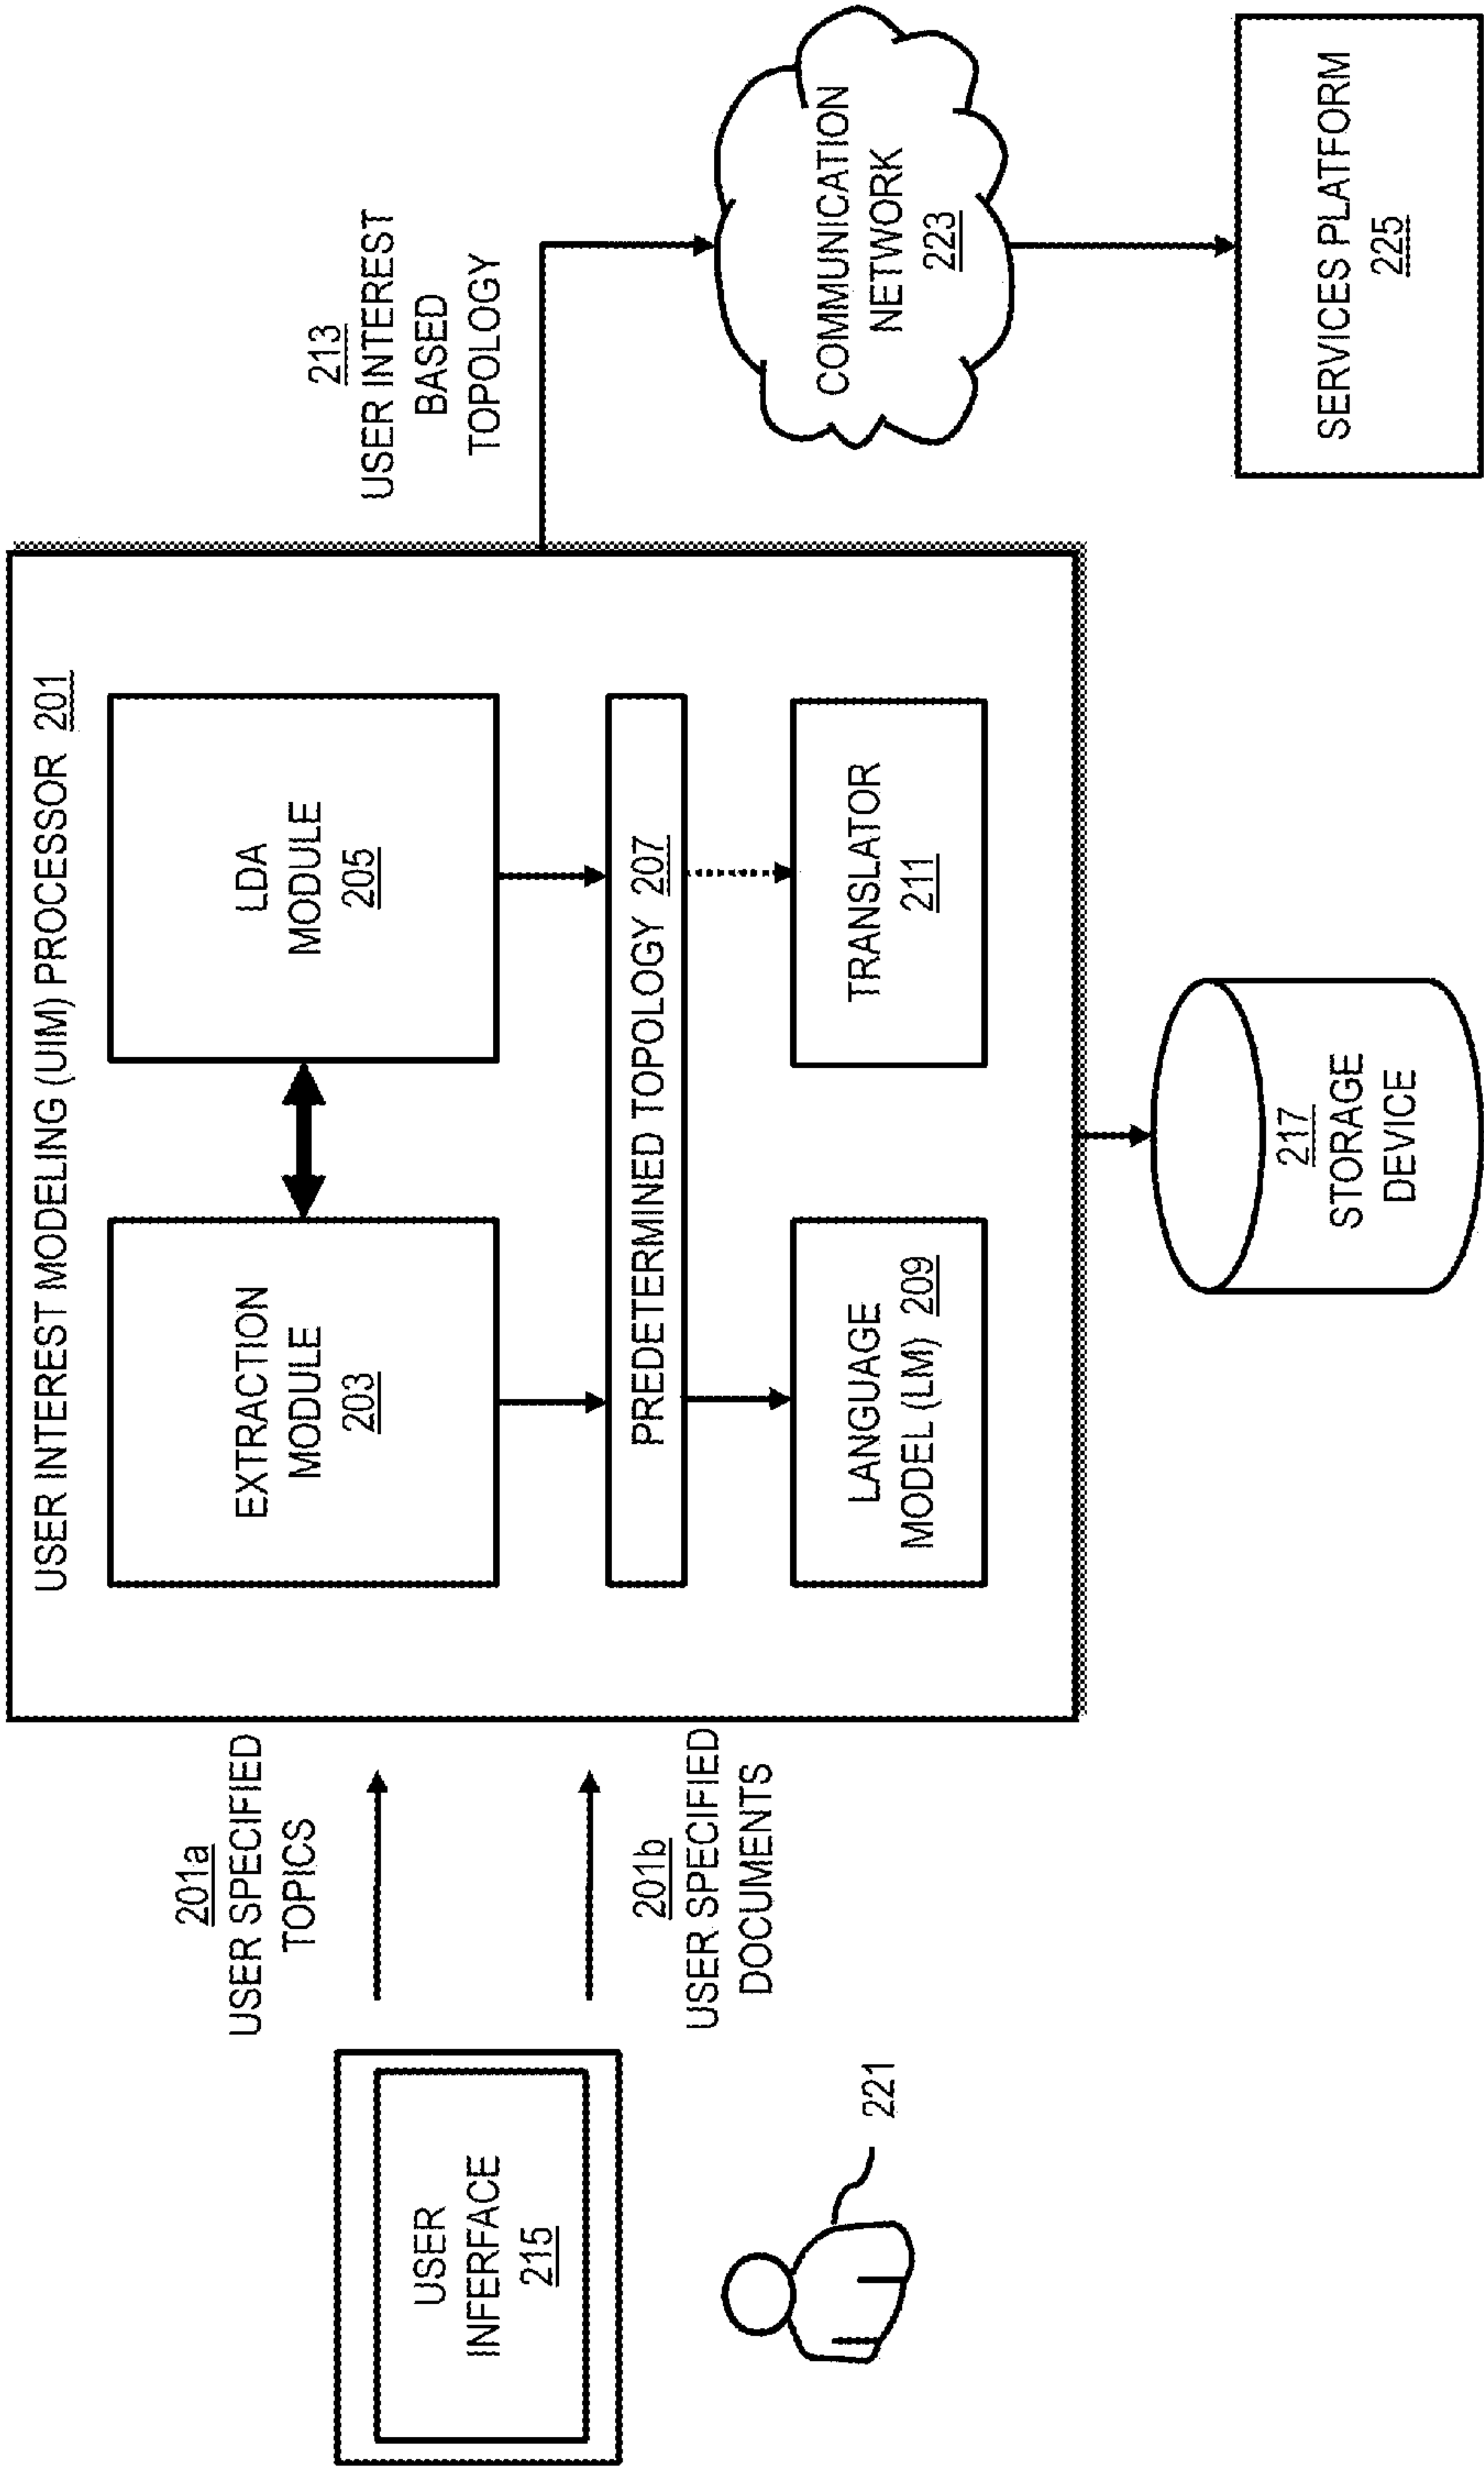 201a
USER SPECIFIED
TOPICS
USER
INFERFACE
215
201b
USER SPECIFIED
DOCUMENTS
221
USER INTEREST MODELING (UIM) PROCESSOR 201
EXTRACTION
MODULE
203
LDA
MODULE
205
PREDETERMINED TOPOLOGY 207
LANGUAGE
MODEL (LM) 209
TRANSLATOR
211
217
STORAGE
DEVICE
213
USER INTEREST
BASED
TOPOLOGY
COMMUNICATION
NETWORK
223
SERVICES PLATFORM
225